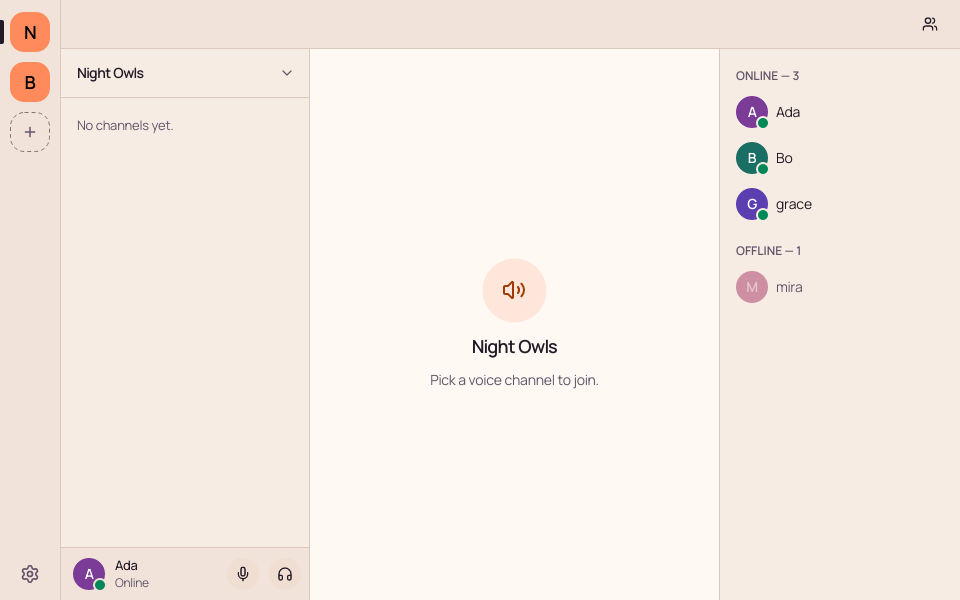 N
B
Night Owls
No channels yet.
A
Ada
Online
Night Owls
Pick a voice channel to join.
ONLINE — 3
A
Ada
B
Bo
G
grace
OFFLINE — 1
M
mira